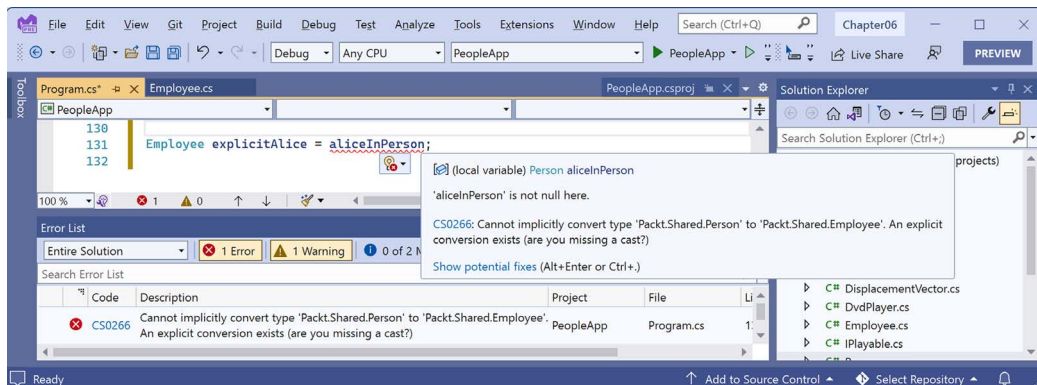 File Edit View Git Project Build Debug Test Analyze Tools Extensions Window Help Search (Ctrl+Q) Chapter06
Debug Any CPU PeopleApp PeopleApp Live Share PREVIEW
Toolbox
Program.cs* Employee.cs PeopleApp.csproj
Solution Explorer
PeopleApp
Search Solution Explorer (Ctrl+;)
130
131 Employee explicitAlice = aliceInPerson;
132
projects)
(local variable) Person aliceInPerson
'aliceInPerson' is not null here.
CS0266: Cannot implicitly convert type 'Packt.Shared.Person' to 'Packt.Shared.Employee'. An explicit
conversion exists (are you missing a cast?)
Show potential fixes (Alt+Enter or Ctrl+.)
100 % 1 0
Error List
Entire Solution 1 Error 1 Warning 0 of 2
Search Error List
Code Description Project File
CS0266 Cannot implicitly convert type 'Packt.Shared.Person' to 'Packt.Shared.Employee'.
An explicit conversion exists (are you missing a cast?) PeopleApp Program.cs
C# DisplacementVector.cs
C# DvdPlayer.cs
C# Employee.cs
C# IPlayable.cs
Ready Add to Source Control Select Repository